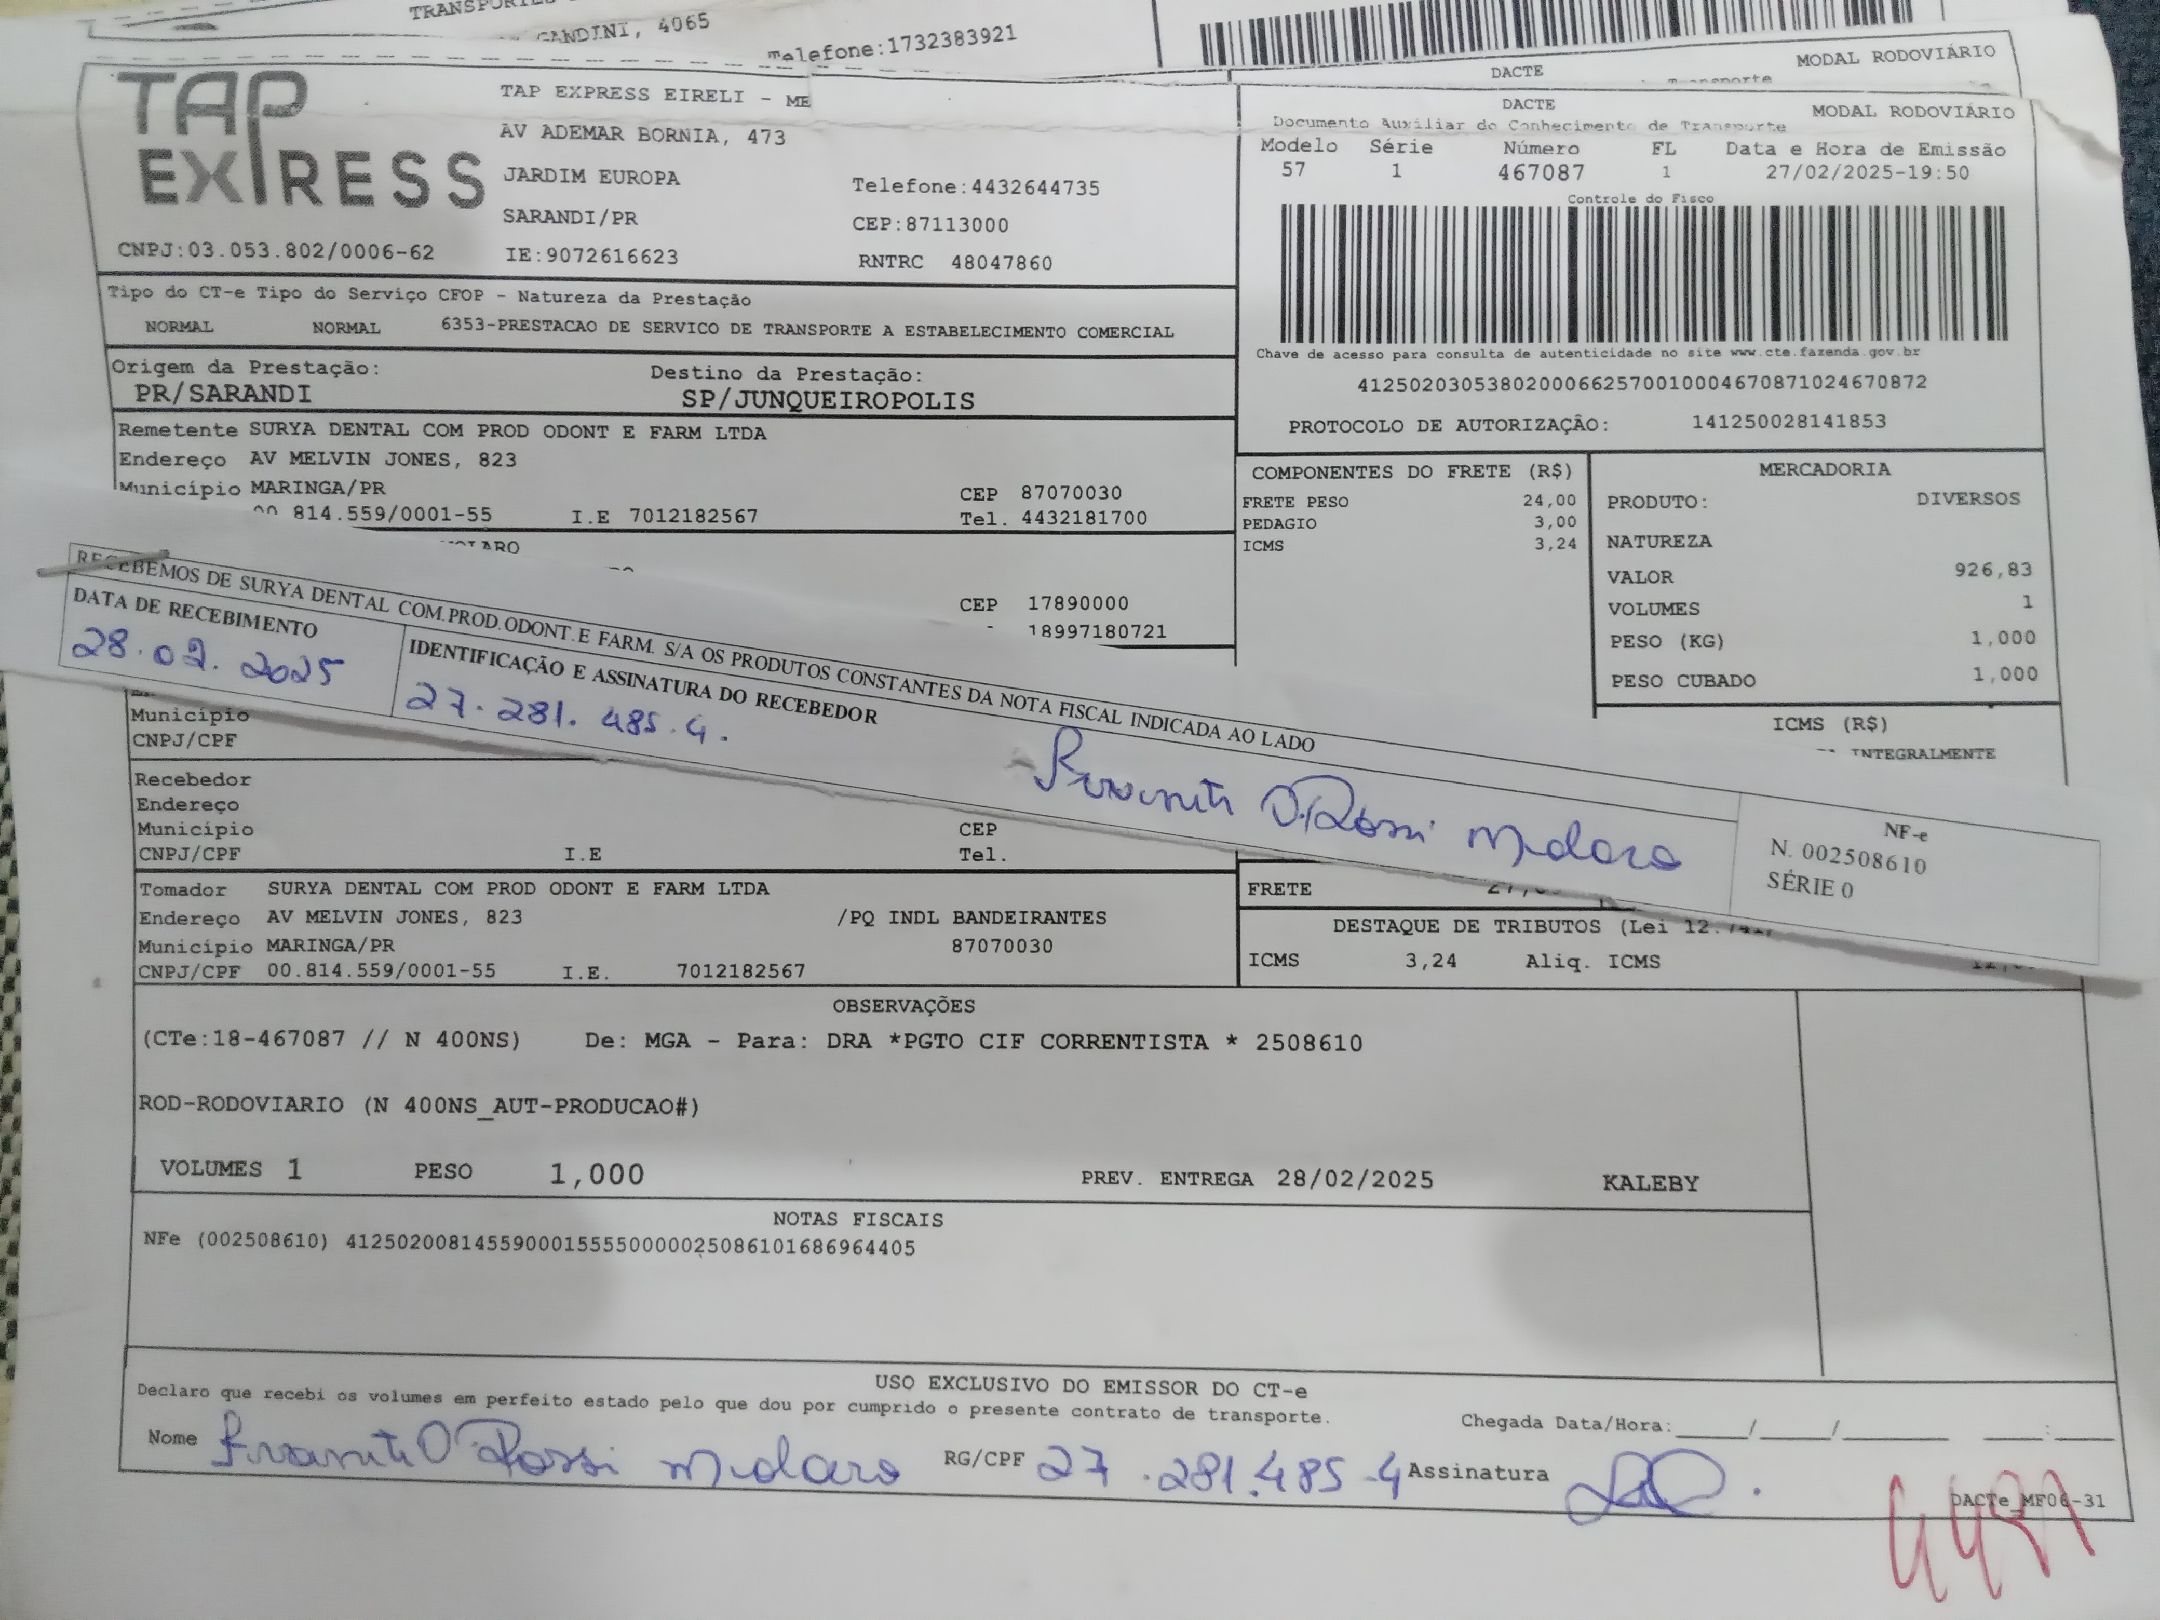 GANDINI, 4065
Telefone:1732383921
DACTE
MODAL RODOVIÁRIO
TAP EXPRESS
TAP EXPRESS EIRELI - ME
AV ADEMAR BORNIA, 473
JARDIM EUROPA
Telefone:4432644735
SARANDI/PR
CEP:87113000
CNPJ:03.053.802/0006-62
IE:9072616623
RNTRC 48047860
DACTE
MODAL RODOVIÁRIO
Documento Auxiliar do Conhecimento de Transporte
Modelo Série Número FL Data e Hora de Emissão
57 1 467087 1 27/02/2025-19:50
Controle do Fisco
Chave de acesso para consulta de autenticidade no site www.cte.fazenda.gov.br
41250203053802000662570010004670871024670872
PROTOCOLO DE AUTORIZAÇÃO: 141250028141853
Tipo do CT-e Tipo do Serviço CFOP - Natureza da Prestação
NORMAL NORMAL 6353-PRESTACAO DE SERVICO DE TRANSPORTE A ESTABELECIMENTO COMERCIAL
Origem da Prestação: Destino da Prestação:
PR/SARANDI SP/JUNQUEIROPOLIS
Remetente SURYA DENTAL COM PROD ODONT E FARM LTDA
Endereço AV MELVIN JONES, 823
Município MARINGA/PR CEP 87070030
814.559/0001-55 I.E 7012182567 Tel. 4432181700
CEP 17890000
18997180721
COMPONENTES DO FRETE (R$)
FRETE PESO 24,00
PEDAGIO 3,00
ICMS 3,24
MERCADORIA
PRODUTO: DIVERSOS
NATUREZA
VALOR 926,83
VOLUMES 1
PESO (KG) 1,000
PESO CUBADO 1,000
ICMS (R$)
INTEGRALMENTE
RECEBEMOS DE SURYA DENTAL COM.PROD.ODONT.E FARM. S/A OS PRODUTOS CONSTANTES DA NOTA FISCAL INDICADA AO LADO
DATA DE RECEBIMENTO
28.02.2025
IDENTIFICAÇÃO E ASSINATURA DO RECEBEDOR
27.281.485.4.
Rossi
NF-e
N. 002508610
SÉRIE 0
Município
CNPJ/CPF
Recebedor
Endereço
Município CEP
CNPJ/CPF I.E Tel.
Tomador SURYA DENTAL COM PROD ODONT E FARM LTDA
Endereço AV MELVIN JONES, 823 /PQ INDL BANDEIRANTES
Município MARINGA/PR 87070030
CNPJ/CPF 00.814.559/0001-55 I.E. 7012182567
FRETE
DESTAQUE DE TRIBUTOS (Lei
ICMS 3,24 Aliq. ICMS
OBSERVAÇÕES
(CTe:18-467087 // N 400NS) De: MGA - Para: DRA *PGTO CIF CORRENTISTA * 2508610
ROD-RODOVIARIO (N 400NS_AUT-PRODUCAO#)
VOLUMES 1 PESO 1,000 PREV. ENTREGA 28/02/2025 KALEBY
NOTAS FISCAIS
NFe (002508610) 41250200814559000155550000025086101686964405
USO EXCLUSIVO DO EMISSOR DO CT-e
Declaro que recebi os volumes em perfeito estado pelo que dou por cumprido o presente contrato de transporte.
Chegada Data/Hora:____/____/______ __:__
Nome Rossi RG/CPF 27.281.485-4 Assinatura
DACTe_MF06-31